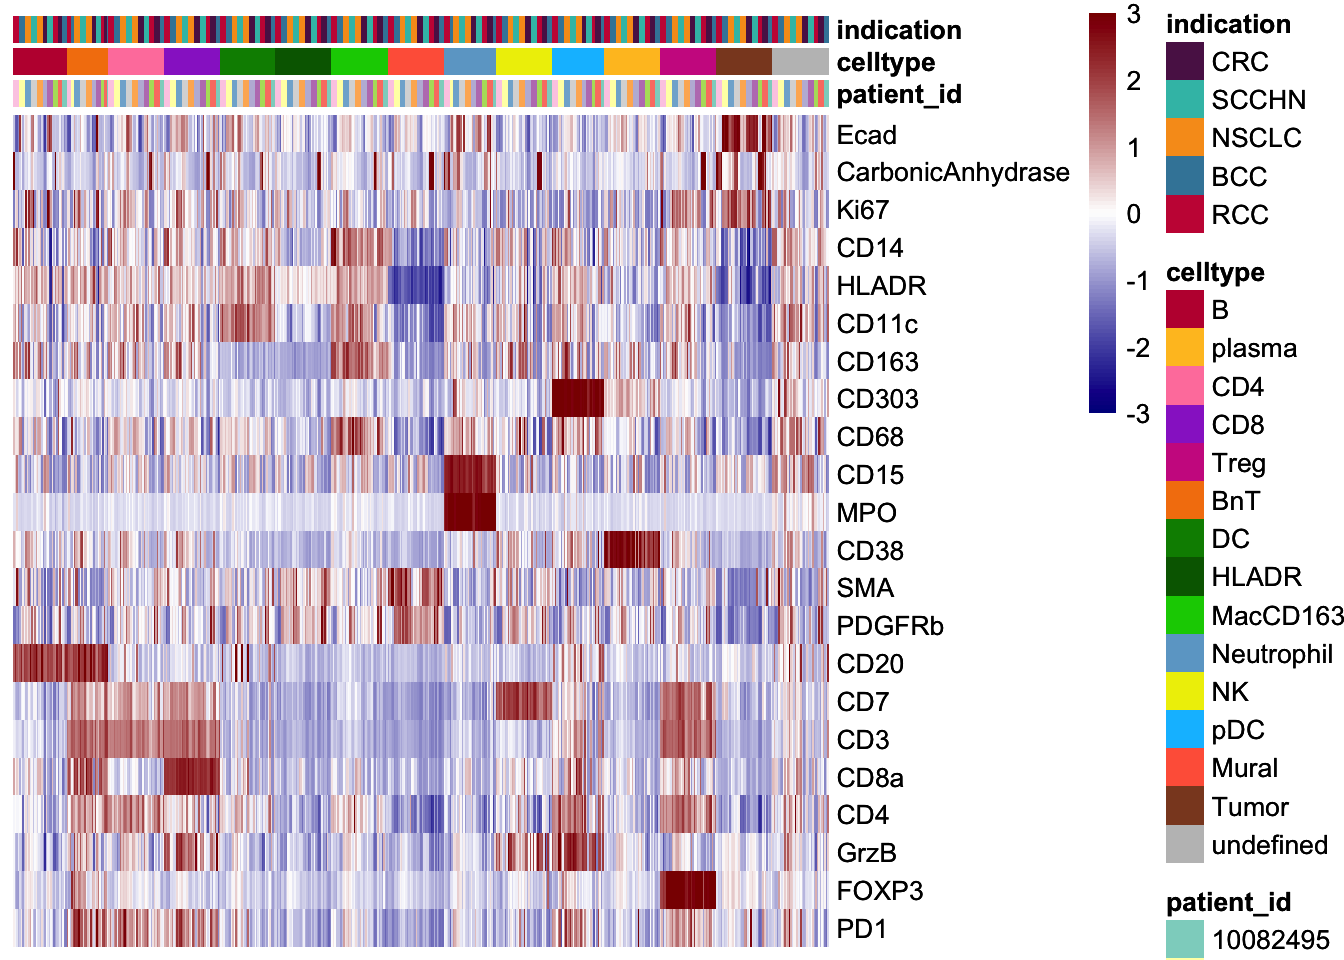 indication
celltype
patient_id
Ecad
CarbonicAnhydrase
Ki67
CD14
HLADR
CD11c
CD163
CD303
CD68
CD15
MPO
CD38
SMA
PDGFRb
CD20
CD7
CD3
CD8a
CD4
GrzB
FOXP3
PD1
3
2
1
0
-1
-2
-3
indication
CRC
SCCHN
NSCLC
BCC
RCC
celltype
B
plasma
CD4
CD8
Treg
BnT
DC
HLADR
MacCD163
Neutrophil
NK
pDC
Mural
Tumor
undefined
patient_id
10082495